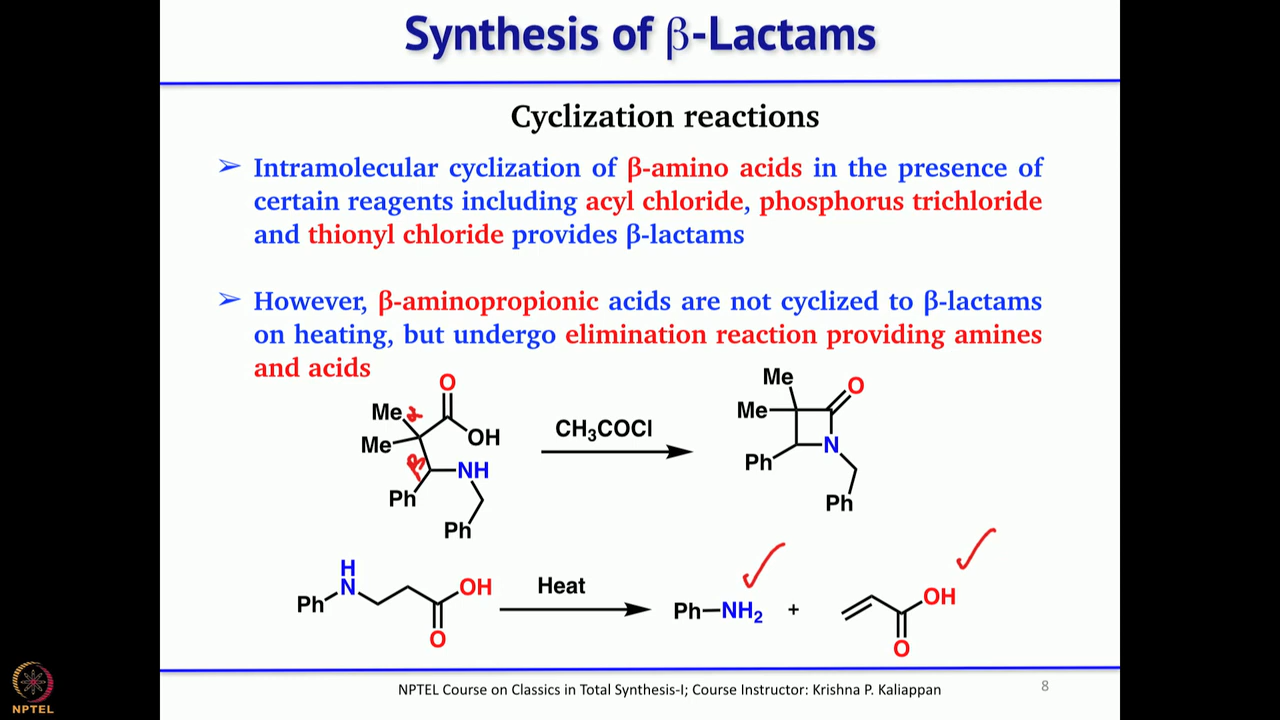 Synthesis of β-Lactams
Cyclization reactions
➢ Intramolecular cyclization of β-amino acids in the presence of
certain reagents including acyl chloride, phosphorus trichloride
and thionyl chloride provides β-lactams
➢ However, β-aminopropionic acids are not cyclized to β-lactams
on heating, but undergo elimination reaction providing amines
and acids
O
Me α
OH
Me
β
NH
Ph
Ph
CH₃COCl
Me
O
Me
N
Ph
Ph
H
N
Ph
OH
O
Heat
Ph—NH₂ +
OH
O
NPTEL
NPTEL Course on Classics in Total Synthesis-I; Course Instructor: Krishna P. Kaliappan
8